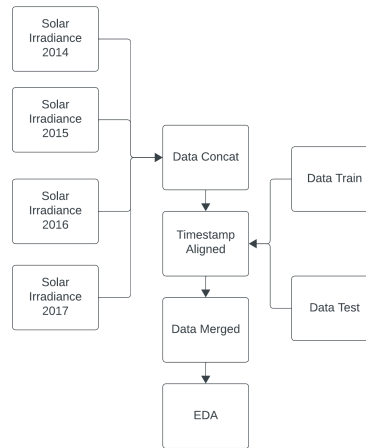 Solar
Irradiance
2014
Solar
Irradiance
2015
Solar
Irradiance
2016
Solar
Irradiance
2017
Data Concat
Timestamp
Aligned
Data Merged
EDA
Data Train
Data Test